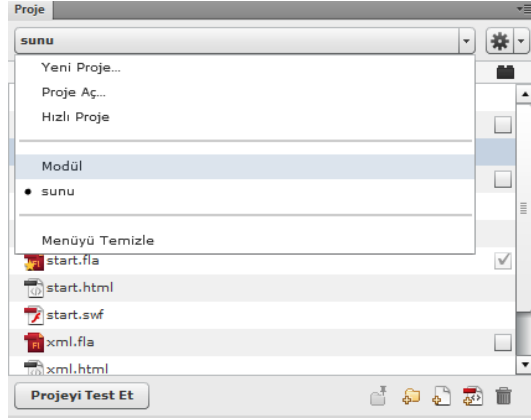 Proje
sunu
Yeni Proje...
Proje Aç...
Hızlı Proje
Modül
sunu
Menüyü Temizle
start.fla
start.html
start.swf
xml.fla
xml.html
Projeyi Test Et